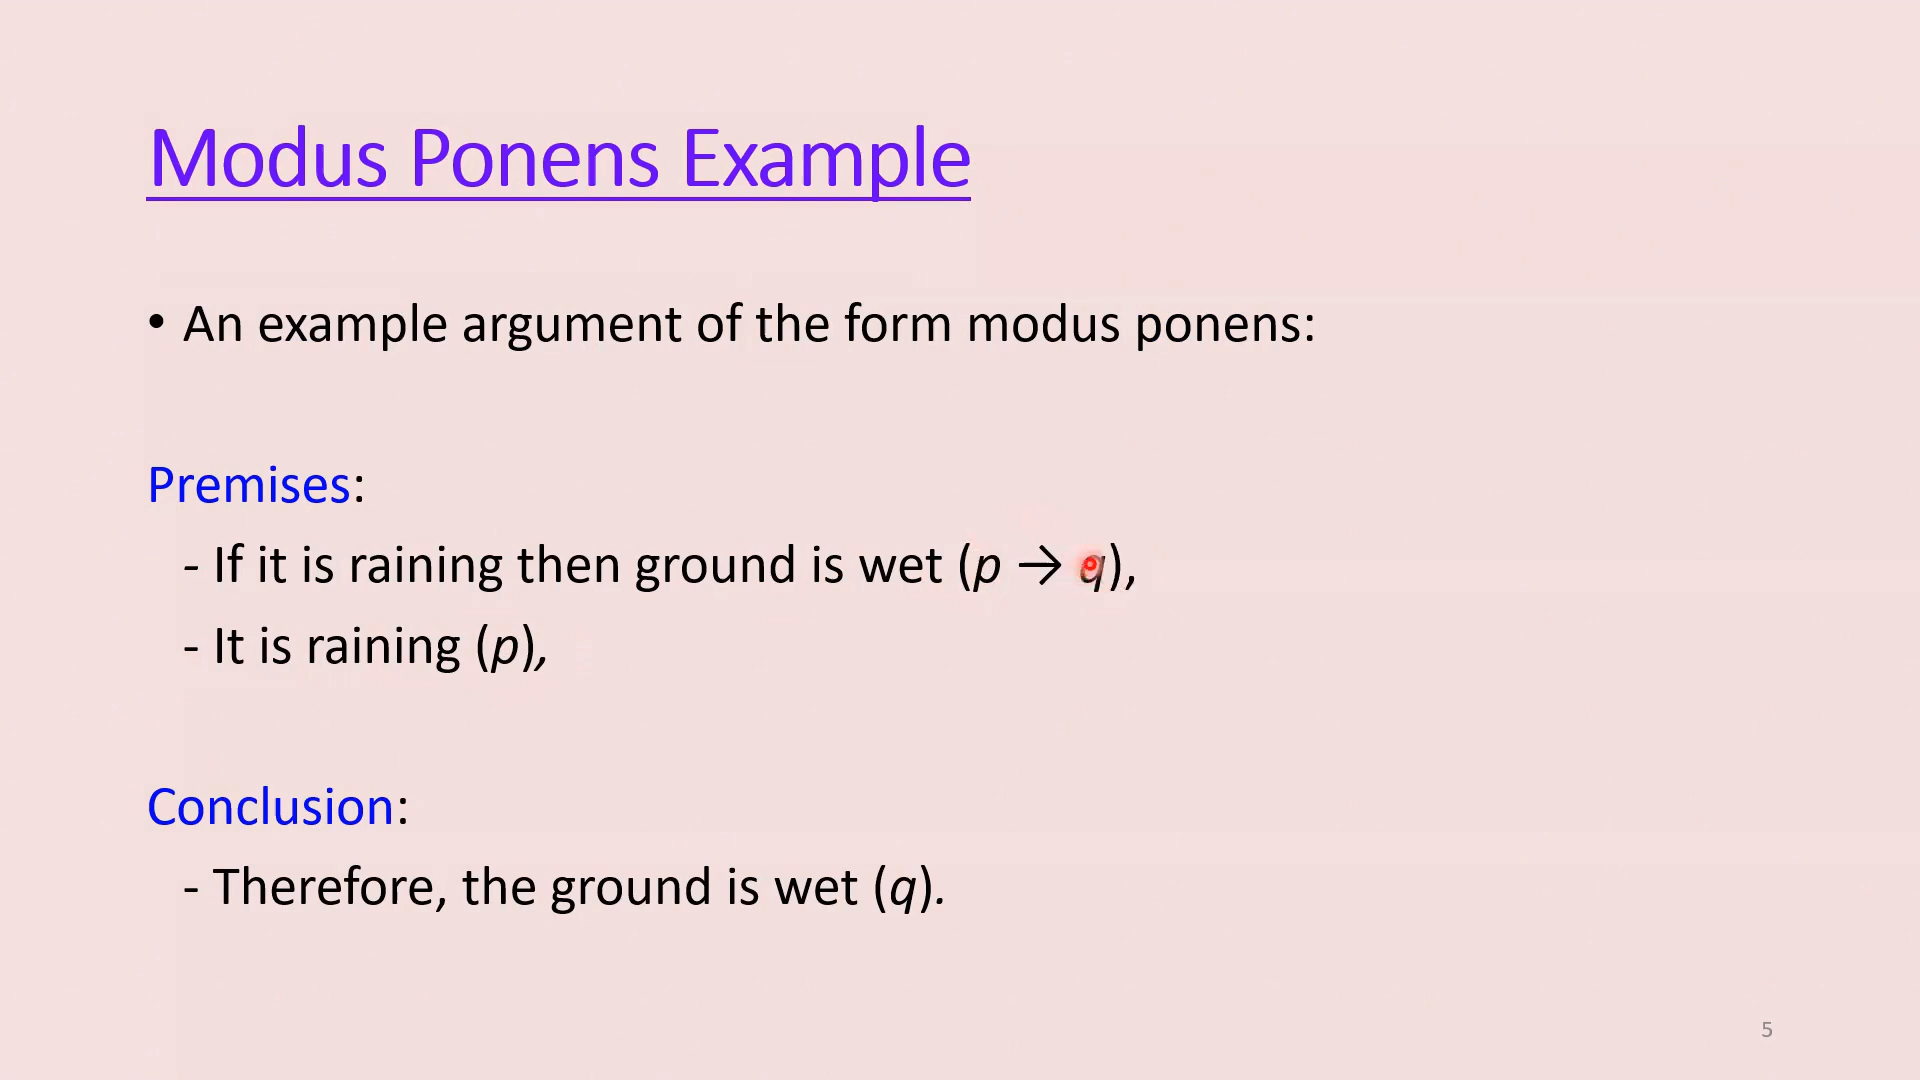 Modus Ponens Example
• An example argument of the form modus ponens:
Premises:
- If it is raining then ground is wet (p → q),
- It is raining (p),
Conclusion:
- Therefore, the ground is wet (q).
5